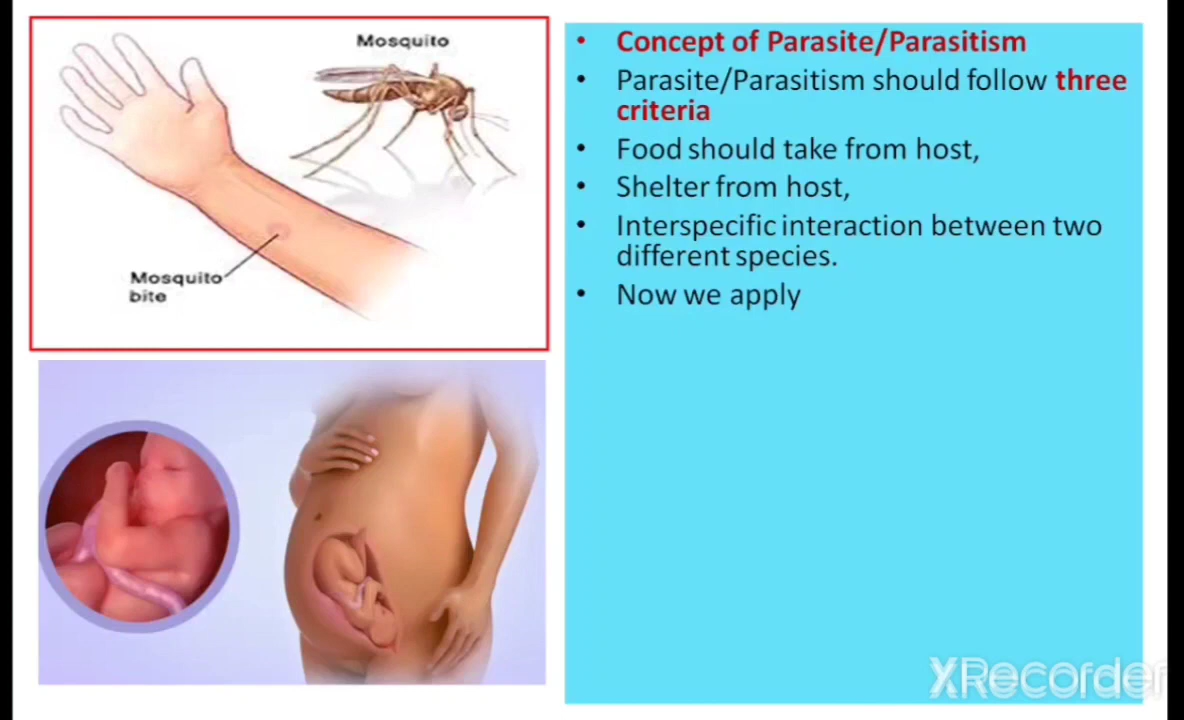 Mosquito
Mosquito
bite
• Concept of Parasite/Parasitism
• Parasite/Parasitism should follow three
criteria
• Food should take from host,
• Shelter from host,
• Interspecific interaction between two
different species.
• Now we apply
XRecorder